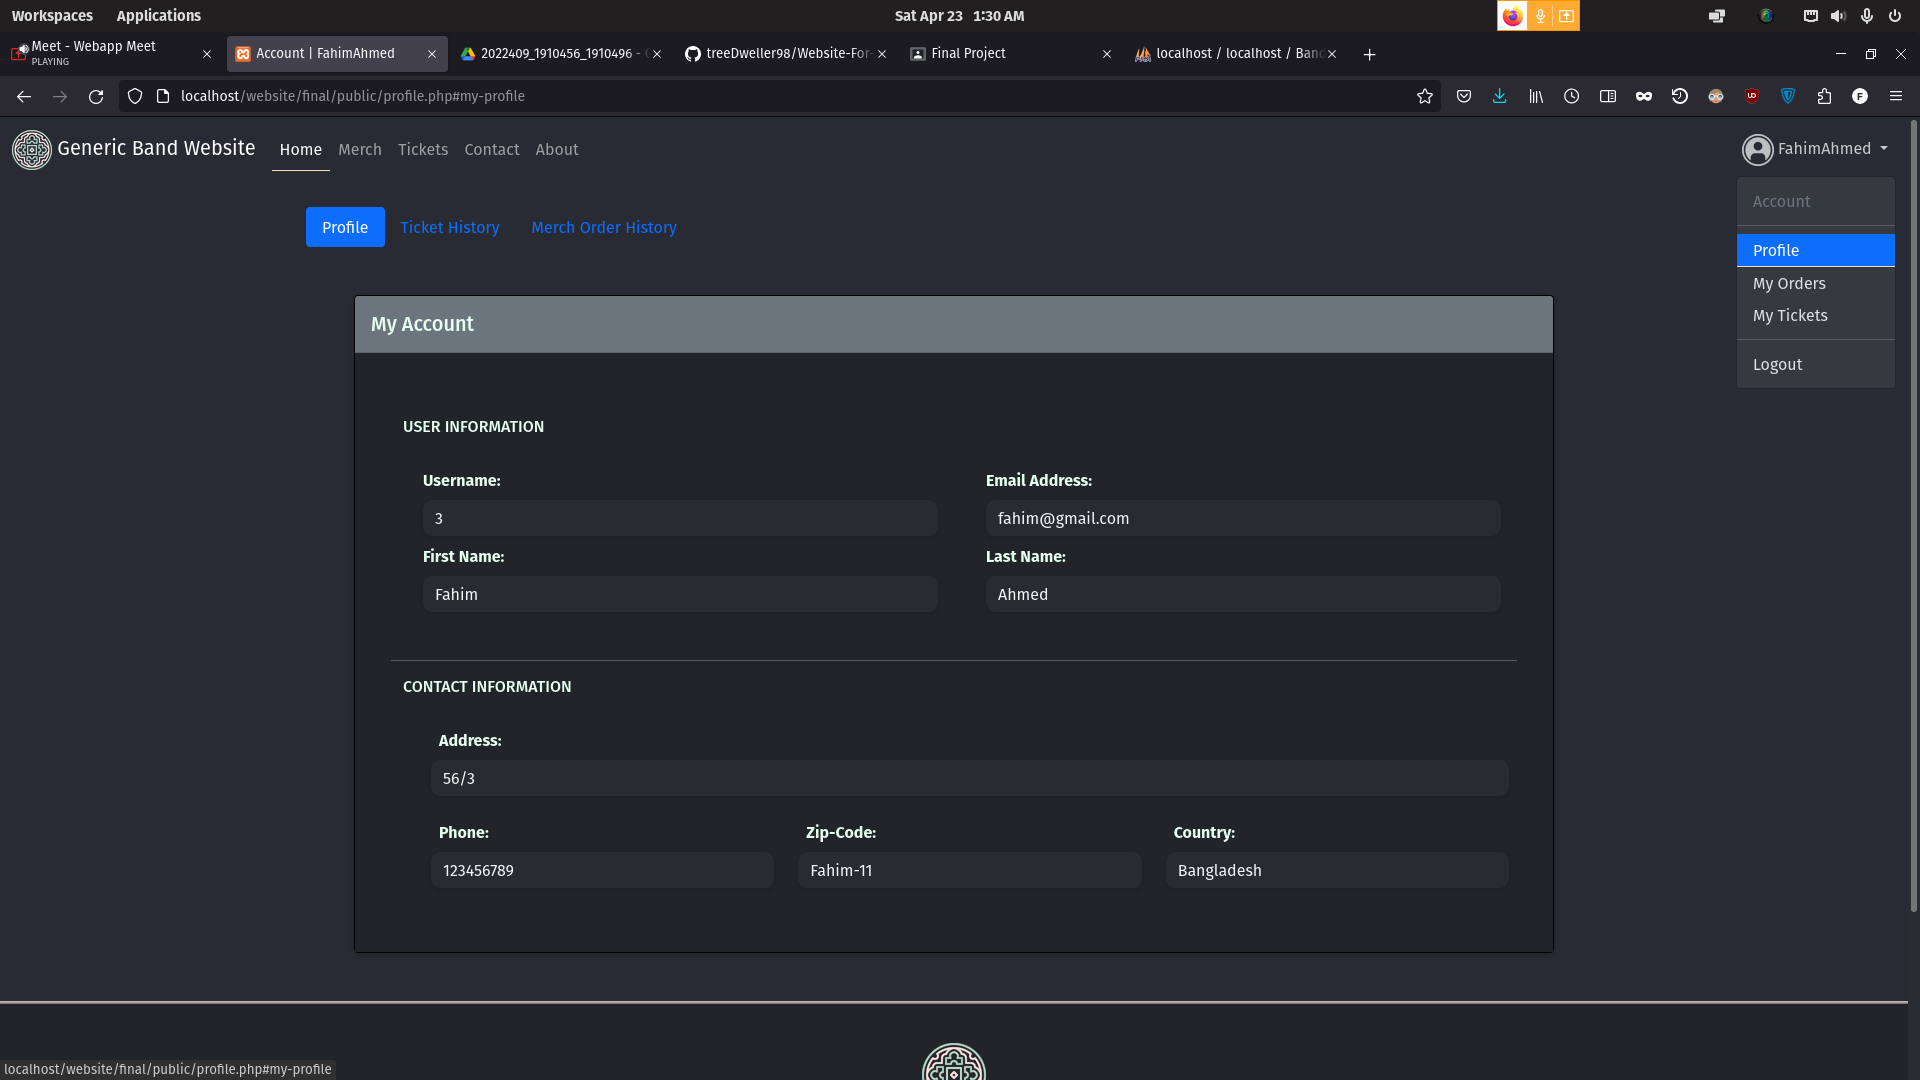 Workspaces Applications Sat Apr 23 1:30 AM
Meet - Webapp Meet
PLAYING
Account | FahimAhmed
2022409_1910456_1910496 -
treeDweller98/Website-For-
Final Project
localhost / localhost / Band
localhost/website/final/public/profile.php#my-profile
Generic Band Website Home Merch Tickets Contact About FahimAhmed
Account
Profile
My Orders
My Tickets
Logout
Profile Ticket History Merch Order History
My Account
USER INFORMATION
Username: Email Address:
3 fahim@gmail.com
First Name: Last Name:
Fahim Ahmed
CONTACT INFORMATION
Address:
56/3
Phone: Zip-Code: Country:
123456789 Fahim-11 Bangladesh
localhost/website/final/public/profile.php#my-profile